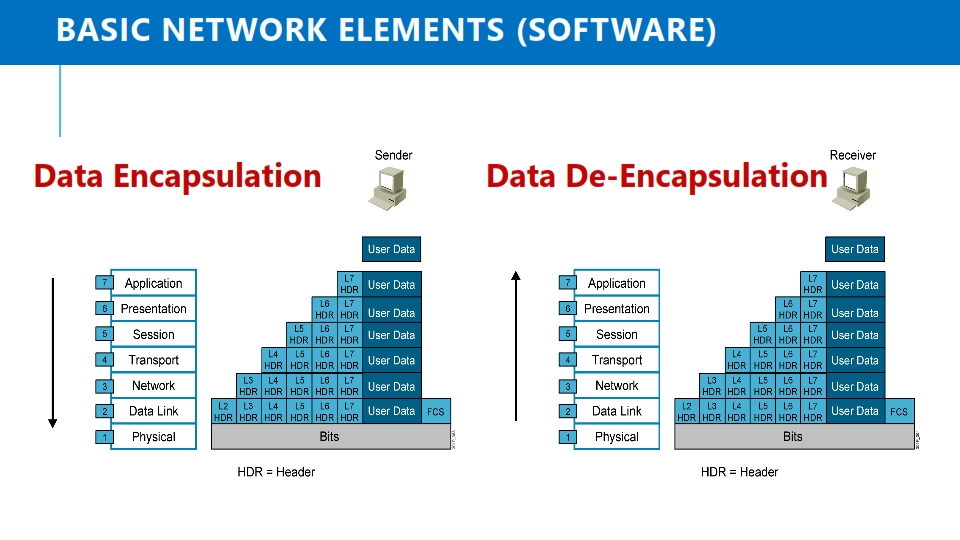 BASIC NETWORK ELEMENTS (SOFTWARE)
Data Encapsulation
Sender
User Data
7 Application
L7 HDR User Data
6 Presentation
L6 HDR L7 HDR User Data
5 Session
L5 HDR L6 HDR L7 HDR User Data
4 Transport
L4 HDR L5 HDR L6 HDR L7 HDR User Data
3 Network
L3 HDR L4 HDR L5 HDR L6 HDR L7 HDR User Data
2 Data Link
L2 HDR L3 HDR L4 HDR L5 HDR L6 HDR L7 HDR User Data FCS
1 Physical
Bits
HDR = Header
Data De-Encapsulation
Receiver
User Data
7 Application
L7 HDR User Data
6 Presentation
L6 HDR L7 HDR User Data
5 Session
L5 HDR L6 HDR L7 HDR User Data
4 Transport
L4 HDR L5 HDR L6 HDR L7 HDR User Data
3 Network
L3 HDR L4 HDR L5 HDR L6 HDR L7 HDR User Data
2 Data Link
L2 HDR L3 HDR L4 HDR L5 HDR L6 HDR L7 HDR User Data FCS
1 Physical
Bits
HDR = Header